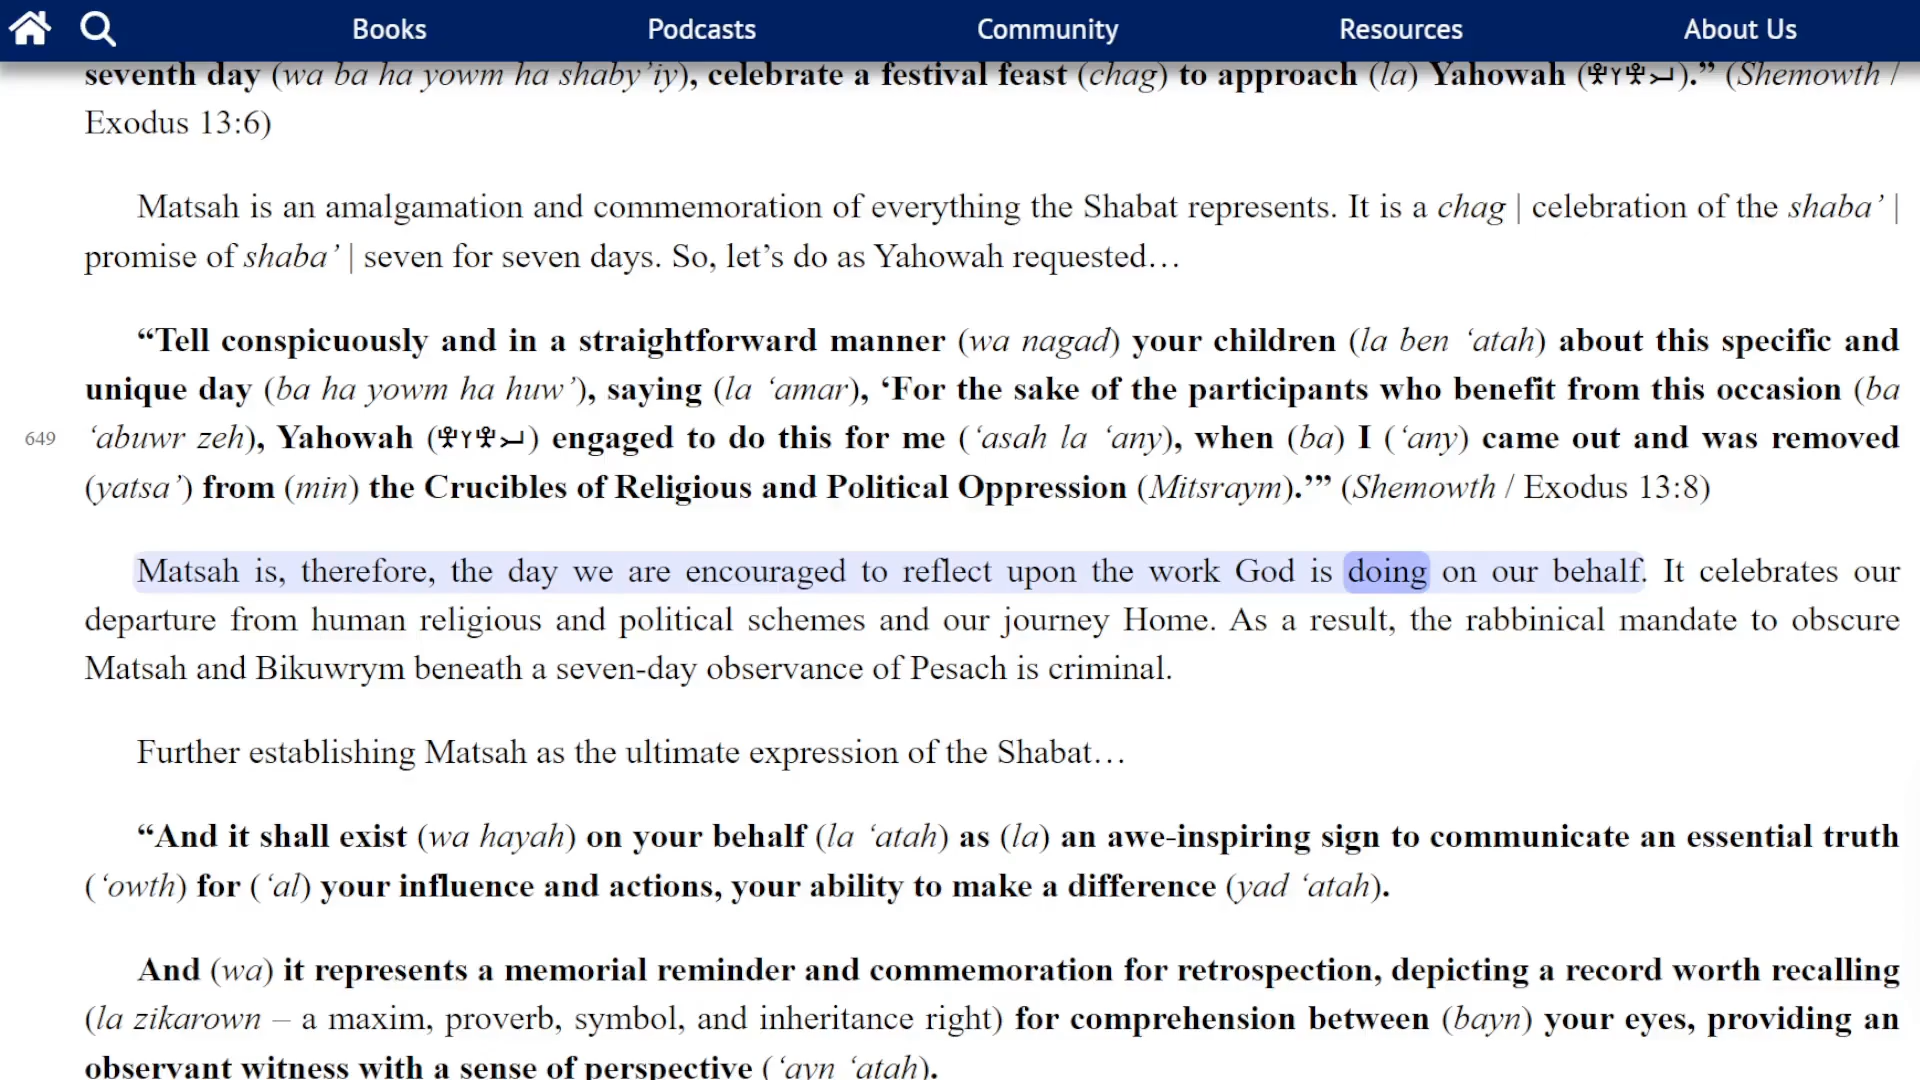 Books Podcasts Community Resources About Us
seventh day (wa ba ha yowm ha shaby’iy), celebrate a festival feast (chag) to approach (la) Yahowah (𐤄𐤅𐤄𐤉).” (Shemowth /
Exodus 13:6)
Matsah is an amalgamation and commemoration of everything the Shabat represents. It is a chag | celebration of the shaba’ |
promise of shaba’ | seven for seven days. So, let’s do as Yahowah requested…
“Tell conspicuously and in a straightforward manner (wa nagad) your children (la ben ‘atah) about this specific and
unique day (ba ha yowm ha huw’), saying (la ‘amar), ‘For the sake of the participants who benefit from this occasion (ba
649 ‘abuwr zeh), Yahowah (𐤄𐤅𐤄𐤉) engaged to do this for me (‘asah la ‘any), when (ba) I (‘any) came out and was removed
(yatsa’) from (min) the Crucibles of Religious and Political Oppression (Mitsraym).’” (Shemowth / Exodus 13:8)
Matsah is, therefore, the day we are encouraged to reflect upon the work God is doing on our behalf. It celebrates our
departure from human religious and political schemes and our journey Home. As a result, the rabbinical mandate to obscure
Matsah and Bikuwrym beneath a seven-day observance of Pesach is criminal.
Further establishing Matsah as the ultimate expression of the Shabat…
“And it shall exist (wa hayah) on your behalf (la ‘atah) as (la) an awe-inspiring sign to communicate an essential truth
(‘owth) for (‘al) your influence and actions, your ability to make a difference (yad ‘atah).
And (wa) it represents a memorial reminder and commemoration for retrospection, depicting a record worth recalling
(la zikarown – a maxim, proverb, symbol, and inheritance right) for comprehension between (bayn) your eyes, providing an
observant witness with a sense of perspective (‘ayn ‘atah).